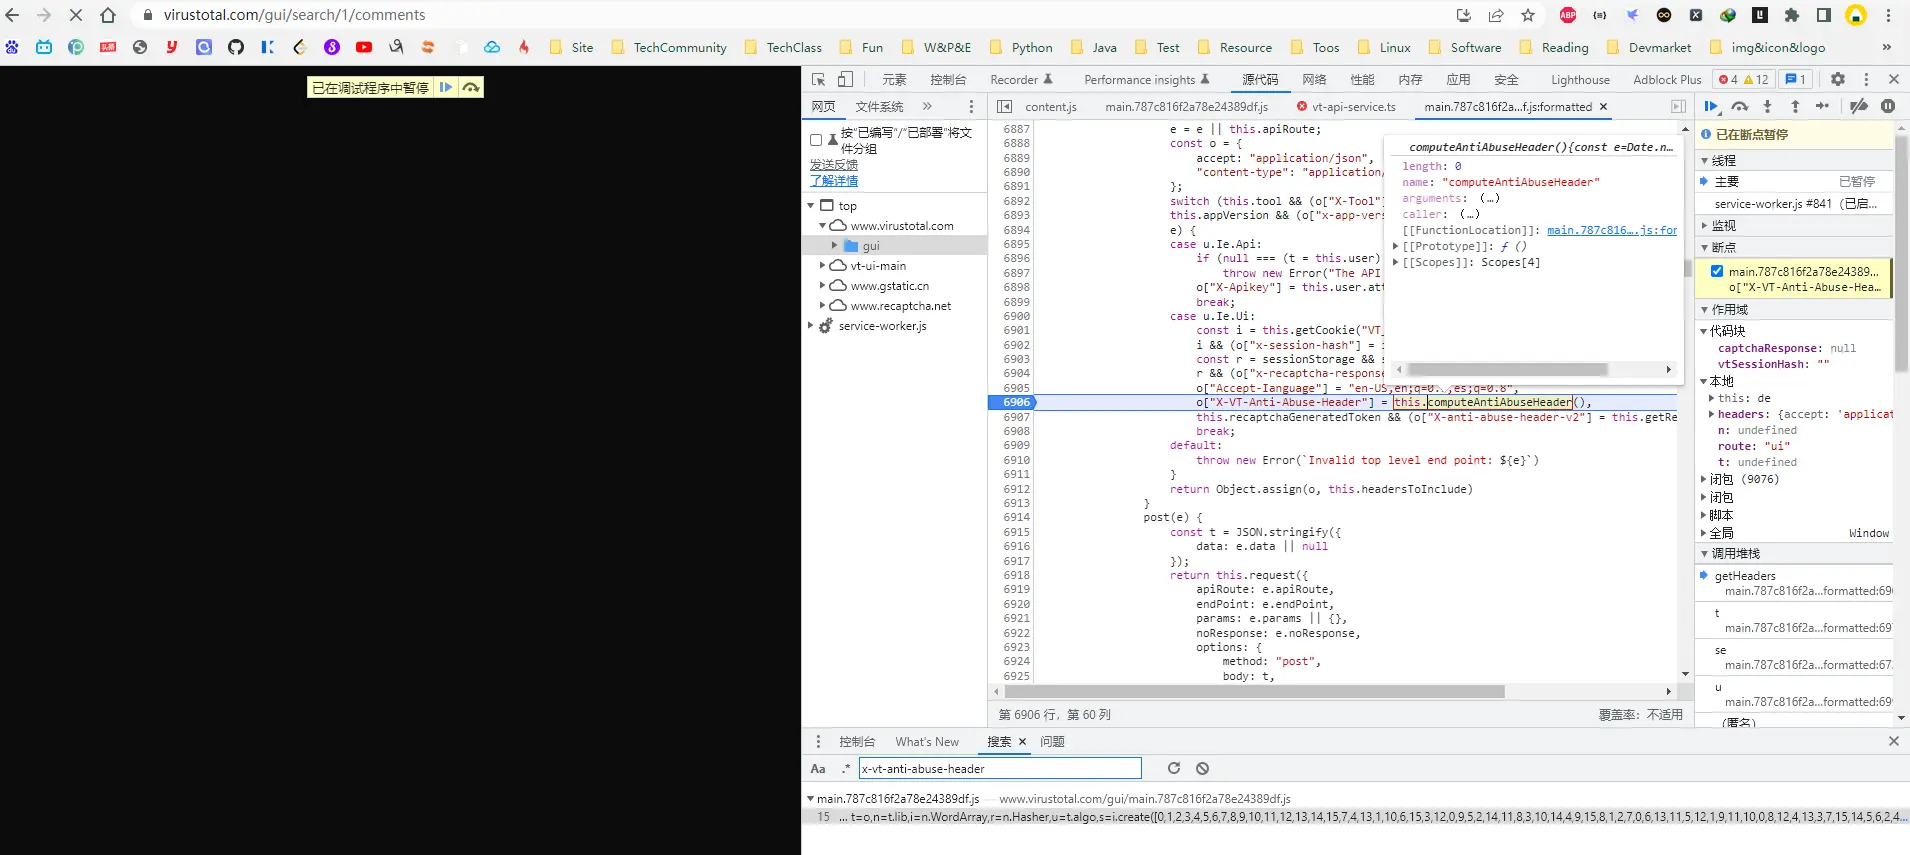 virustotal.com/gui/search/1/comments
Site
TechCommunity
TechClass
Fun
W&P&E
Python
Java
Test
Resource
Toos
Linux
Software
Reading
Devmarket
img&icon&logo
»
已在调试程序中暂停
元素
控制台
Recorder
Performance insights
源代码
网络
性能
内存
应用
安全
Lighthouse
Adblock Plus
4
12
1
网页
文件系统
»
content.js
main.787c816f2a78e24389df.js
vt-api-service.ts
main.787c816f2a...f.js:formatted ×
按“已编写”/“已部署”将文
件分组
发送反馈
了解详情
top
www.virustotal.com
gui
vt-ui-main
www.gstatic.cn
www.recaptcha.net
service-worker.js
6887 e = e || this.apiRoute;
6888 const o = {
6889 accept: "application/json",
6890 "content-type": "application/
6891 };
6892 switch (this.tool && (o["X-Tool"]
6893 this.appVersion && (o["x-app-vers
6894 e) {
6895 case u.Ie.Api:
6896 if (null === (t = this.user)
6897 throw new Error("The API
6898 o["X-Apikey"] = this.user.att
6899 break;
6900 case u.Ie.Ui:
6901 const i = this.getCookie("VT_
6902 i && (o["x-session-hash"] =
6903 const r = sessionStorage && s
6904 r && (o["x-recaptcha-respons
6905 o["Accept-Ianguage"] = "en-US,en;q=0.9,es;q=0.8",
6906 o["X-VT-Anti-Abuse-Header"] = this.computeAntiAbuseHeader(),
6907 this.recaptchaGeneratedToken && (o["X-anti-abuse-header-v2"] = this.getRe
6908 break;
6909 default:
6910 throw new Error(`Invalid top level end point: ${e}`)
6911 }
6912 return Object.assign(o, this.headersToInclude)
6913 }
6914 post(e) {
6915 const t = JSON.stringify({
6916 data: e.data || null
6917 });
6918 return this.request({
6919 apiRoute: e.apiRoute,
6920 endPoint: e.endPoint,
6921 params: e.params || {},
6922 noResponse: e.noResponse,
6923 options: {
6924 method: "post",
6925 body: t,
computeAntiAbuseHeader(){const e=Date.n…
length: 0
name: "computeAntiAbuseHeader"
arguments: (…)
caller: (…)
[[FunctionLocation]]: main.787c816….js:for
[[Prototype]]: ƒ ()
[[Scopes]]: Scopes[4]
第 6906 行，第 60 列
覆盖率：不适用
已在断点暂停
线程
主要
已暂停
service-worker.js #841（已启...
监视
断点
main.787c816f2a78e24389...
o["X-VT-Anti-Abuse-Hea…
作用域
代码块
captchaResponse: null
vtSessionHash: ""
本地
this: de
headers: {accept: 'applicat
n: undefined
route: "ui"
t: undefined
闭包 (9076)
闭包
脚本
全局
Window
调用堆栈
getHeaders
main.787c816f2a...formatted:690
t
main.787c816f2a...formatted:697
se
main.787c816f2a...formatted:67
u
main.787c816f2a...formatted:699
(匿名)
控制台
What's New
搜索 ×
问题
Aa
.*
x-vt-anti-abuse-header
main.787c816f2a78e24389df.js — www.virustotal.com/gui/main.787c816f2a78e24389df.js
15 … t=o,n=t.lib,i=n.WordArray,r=n.Hasher,u=t.algo,s=i.create([0,1,2,3,4,5,6,7,8,9,10,11,12,13,14,15,7,4,13,1,10,6,15,3,12,0,9,5,2,14,11,8,3,10,14,4,9,15,8,1,2,7,0,6,13,11,5,12,1,9,11,10,0,8,12,4,13,3,7,15,14,5,6,2,4…